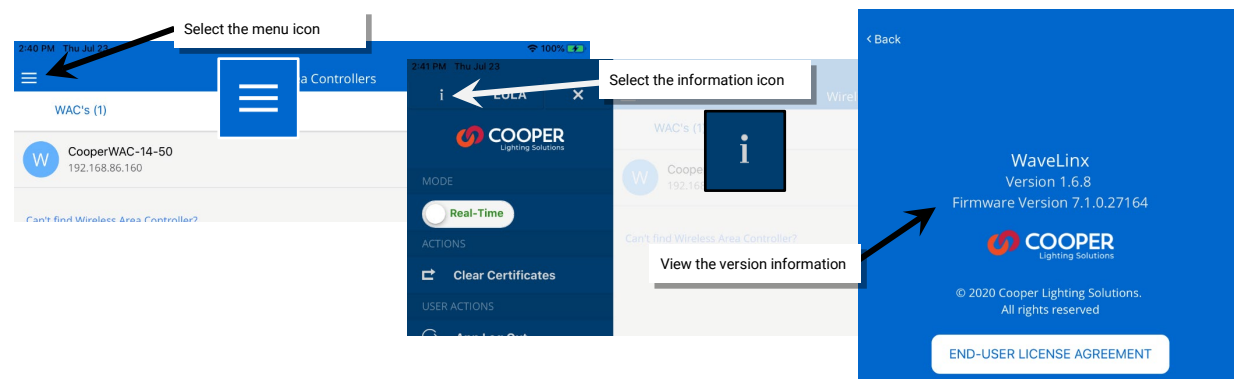 Select the menu icon
2:40 PM Thu Jul 23
100%
a Controllers
WAC's (1)
W
CooperWAC-14-50
192.168.86.160
Can't find Wireless Area Controller?
2:41 PM Thu Jul 23
i EULA X
Select the information icon
COOPER
Lighting Solutions
MODE
Real-Time
ACTIONS
Clear Certificates
USER ACTIONS
App Log Out
Wirel
WAC's (1
i
W
Coope
192.16
Can't find Wireless Area Controller?
View the version information
< Back
WaveLinx
Version 1.6.8
Firmware Version 7.1.0.27164
COOPER
Lighting Solutions
© 2020 Cooper Lighting Solutions.
All rights reserved
END-USER LICENSE AGREEMENT